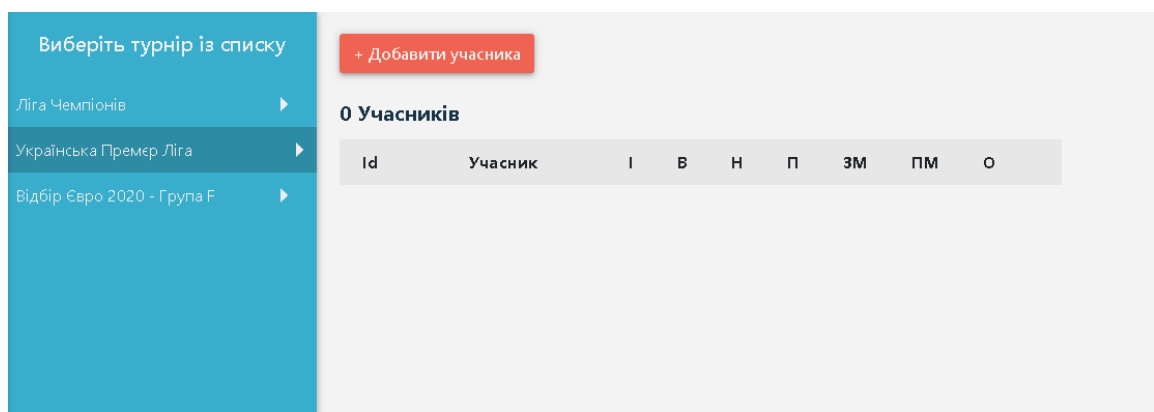 Виберіть турнір із списку
Ліга Чемпіонів
Українська Премєр Ліга
Відбір Євро 2020 - Група F
+ Добавити учасника
0 Учасників
Id Учасник І В Н П ЗМ ПМ О